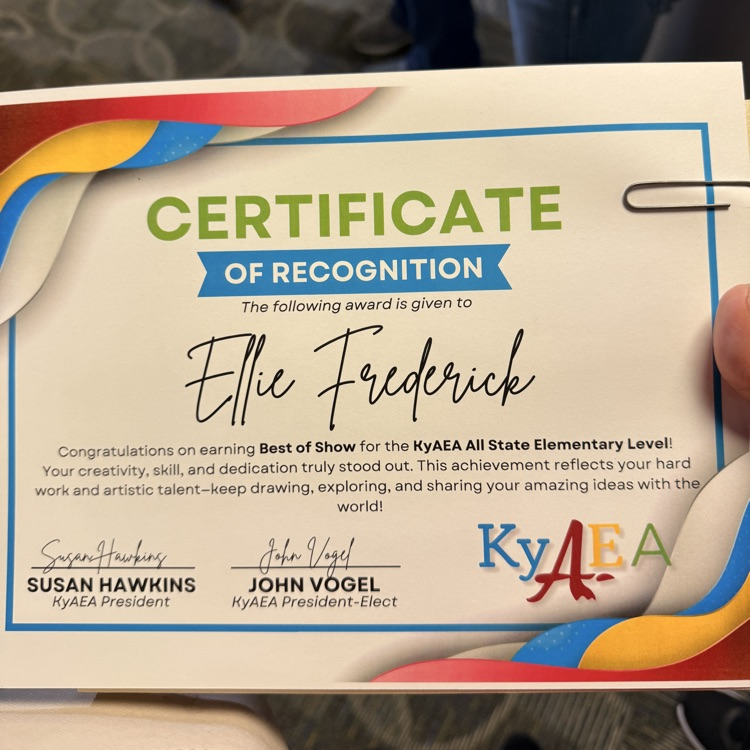 CERTIFICATE
OF RECOGNITION
The following award is given to
Ellie Frederick
Congratulations on earning Best of Show for the KyAEA All State Elementary Level!
Your creativity, skill, and dedication truly stood out. This achievement reflects your hard
work and artistic talent—keep drawing, exploring, and sharing your amazing ideas with the
world!
Susan Hawkins
SUSAN HAWKINS
KyAEA President
John Vogel
JOHN VOGEL
KyAEA President-Elect
KyAEA